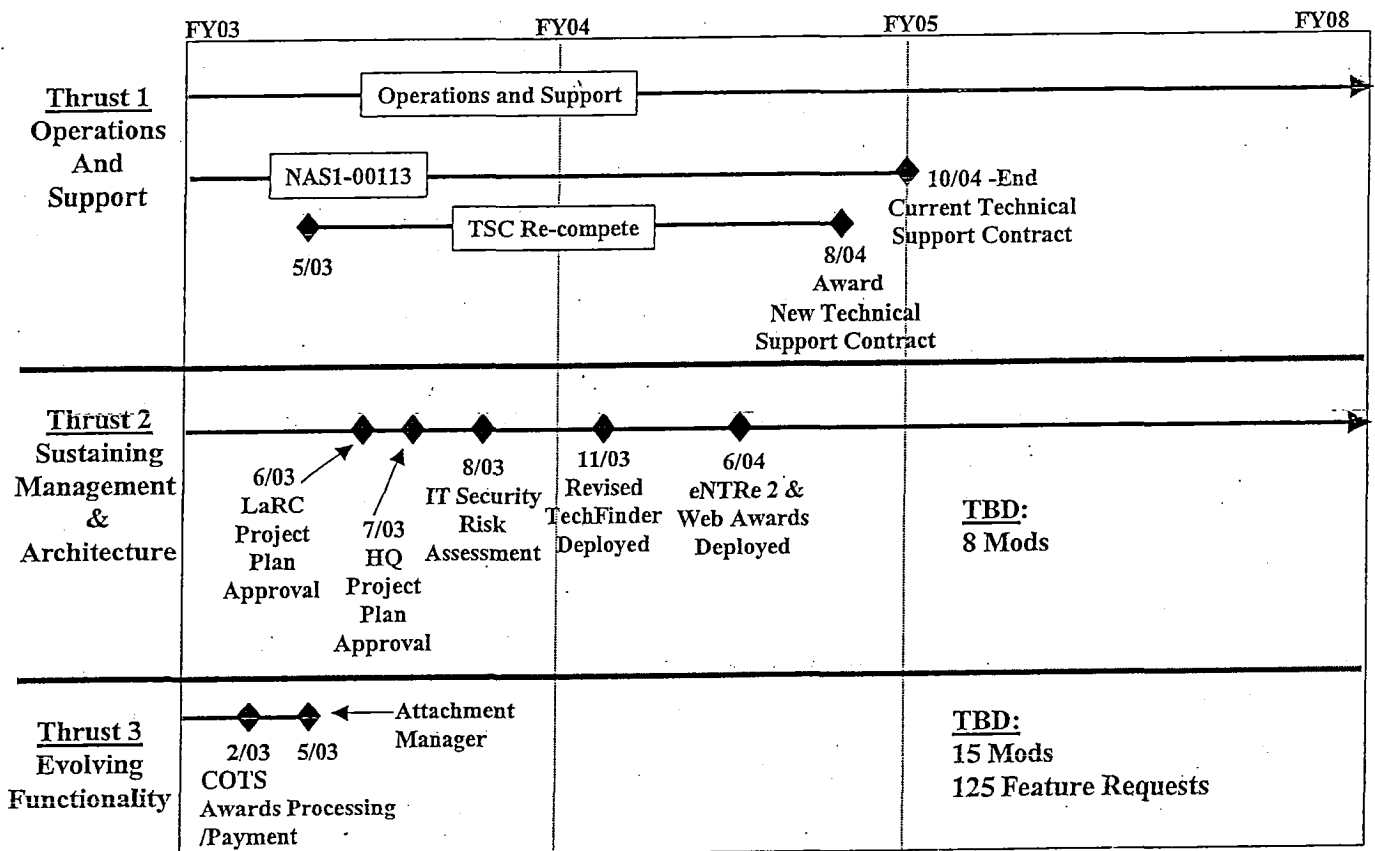 FY03
FY04
FY05
FY08
Thrust 1
Operations
And
Support
Operations and Support
NAS1-00113
10/04 -End
Current Technical
Support Contract
TSC Re-compete
5/03
8/04
Award
New Technical
Support Contract
Thrust 2
Sustaining
Management
&
Architecture
6/03
LaRC
Project
Plan
Approval
7/03
HQ
Project
Plan
Approval
8/03
IT Security
Risk
Assessment
11/03
Revised
TechFinder
Deployed
6/04
eNTRe 2 &
Web Awards
Deployed
TBD:
8 Mods
Thrust 3
Evolving
Functionality
2/03
COTS
Awards Processing
/Payment
5/03
Attachment
Manager
TBD:
15 Mods
125 Feature Requests